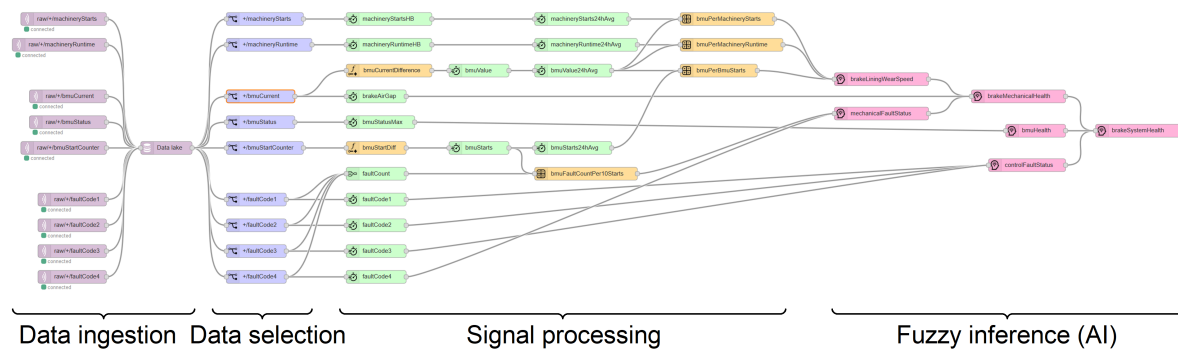 raw/+/machineryStarts
connected
raw/+/machineryRuntime
connected
raw/+/bmuCurrent
connected
raw/+/bmuStatus
connected
raw/+/bmuStartCounter
connected
raw/+/faultCode1
connected
raw/+/faultCode2
connected
raw/+/faultCode3
connected
raw/+/faultCode4
connected
Data lake
+/machineryStarts
+/machineryRuntime
+/bmuCurrent
+/bmuStatus
+/bmuStartCounter
+/faultCode1
+/faultCode2
+/faultCode3
+/faultCode4
machineryStartsHB
machineryRuntimeHB
bmuCurrentDifference
brakeAirGap
bmuStatusMax
bmuStartDiff
faultCount
faultCode1
faultCode2
faultCode3
faultCode4
bmuValue
bmuStarts
machineryStarts24hAvg
machineryRuntime24hAvg
bmuValue24hAvg
bmuStarts24hAvg
bmuFaultCountPer10Starts
bmuPerMachineryStarts
bmuPerMachineryRuntime
bmuPerBmuStarts
brakeLiningWearSpeed
mechanicalFaultStatus
brakeMechanicalHealth
bmuHealth
controlFaultStatus
brakeSystemHealth
Data ingestion
Data selection
Signal processing
Fuzzy inference (AI)